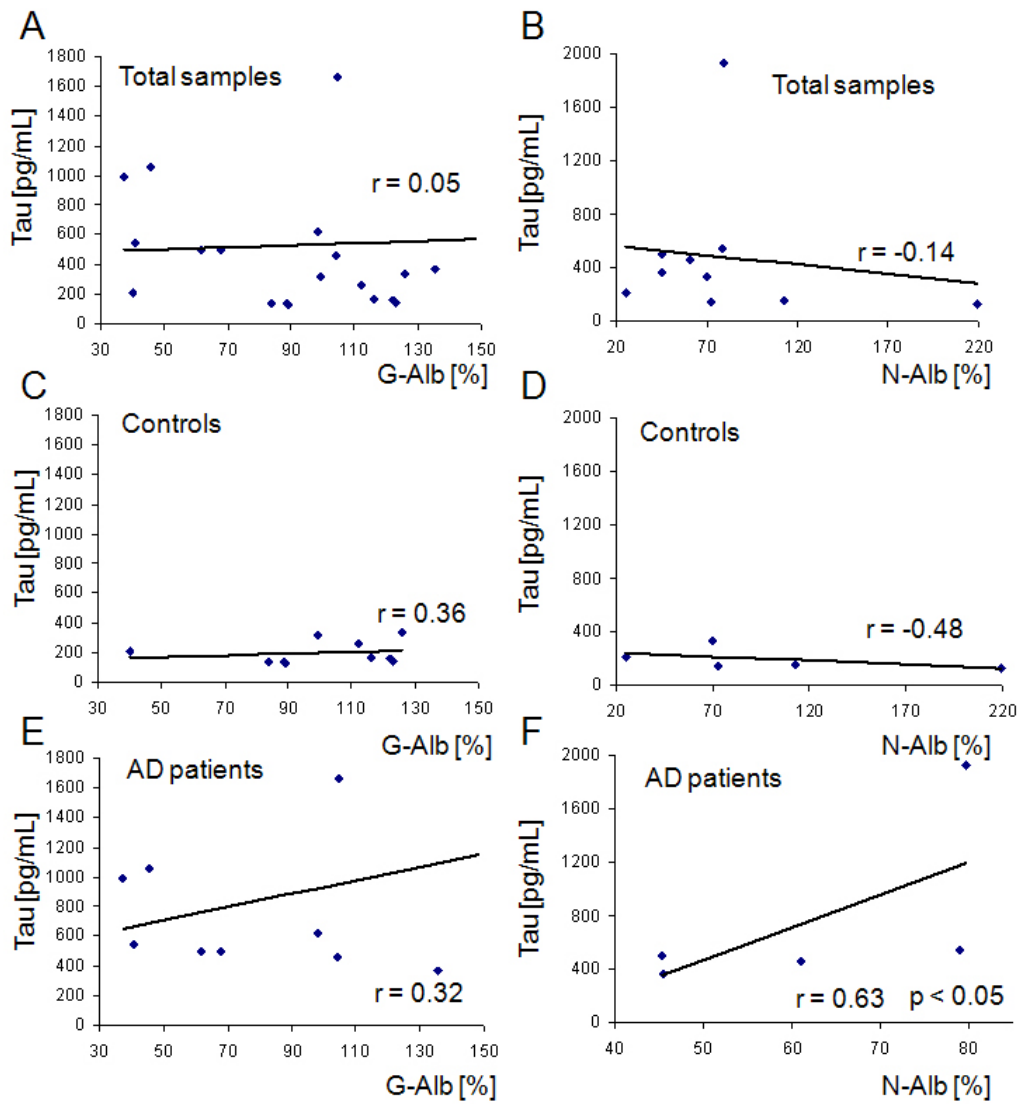 A
Total samples
Tau [pg/mL]
1800
1600
1400
1200
1000
800
600
400
200
0
r = 0.05
30 50 70 90 110 130 150
G-Alb [%]
B
Total samples
Tau [pg/mL]
2000
1600
1200
800
400
0
r = -0.14
20 70 120 170 220
N-Alb [%]
C
Controls
Tau [pg/mL]
1800
1600
1400
1200
1000
800
600
400
200
0
r = 0.36
30 50 70 90 110 130 150
G-Alb [%]
D
Controls
Tau [pg/mL]
2000
1600
1200
800
400
0
r = -0.48
20 70 120 170 220
N-Alb [%]
E
AD patients
Tau [pg/mL]
1800
1600
1400
1200
1000
800
600
400
200
0
r = 0.32
30 50 70 90 110 130 150
G-Alb [%]
F
AD patients
Tau [pg/mL]
2000
1600
1200
800
400
0
r = 0.63 p < 0.05
40 50 60 70 80
N-Alb [%]